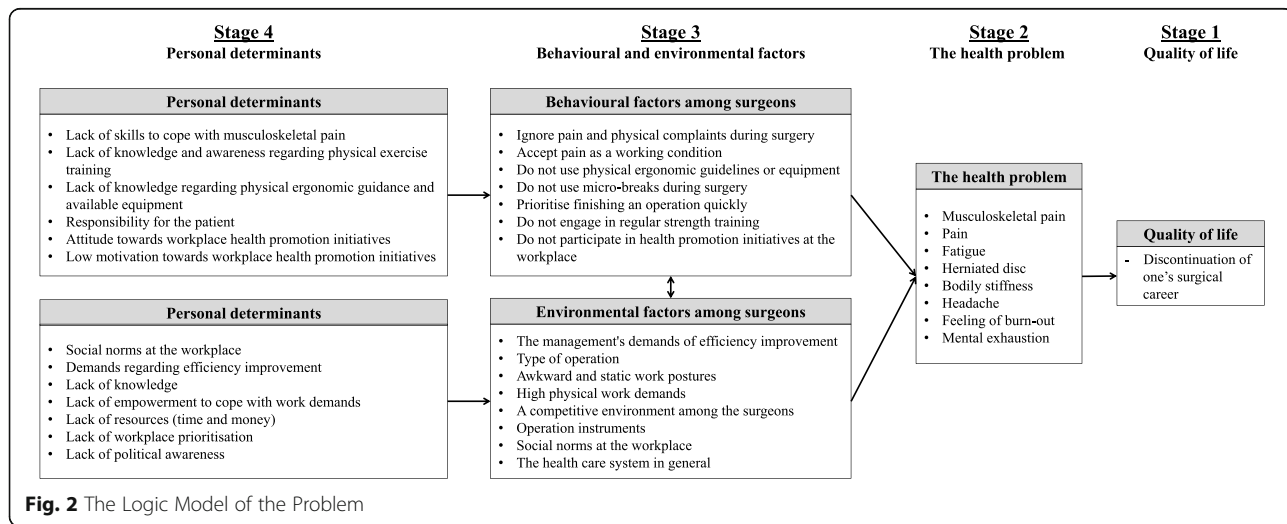 Stage 4
Personal determinants
Stage 3
Behavioural and environmental factors
Stage 2
The health problem
Stage 1
Quality of life
Personal determinants
• Lack of skills to cope with musculoskeletal pain
• Lack of knowledge and awareness regarding physical exercise
training
• Lack of knowledge regarding physical ergonomic guidance and
available equipment
• Responsibility for the patient
• Attitude towards workplace health promotion initiatives
• Low motivation towards workplace health promotion initiatives
Behavioural factors among surgeons
• Ignore pain and physical complaints during surgery
• Accept pain as a working condition
• Do not use physical ergonomic guidelines or equipment
• Do not use micro-breaks during surgery
• Prioritise finishing an operation quickly
• Do not engage in regular strength training
• Do not participate in health promotion initiatives at the
workplace
Personal determinants
• Social norms at the workplace
• Demands regarding efficiency improvement
• Lack of knowledge
• Lack of empowerment to cope with work demands
• Lack of resources (time and money)
• Lack of workplace prioritisation
• Lack of political awareness
Environmental factors among surgeons
• The management's demands of efficiency improvement
• Type of operation
• Awkward and static work postures
• High physical work demands
• A competitive environment among the surgeons
• Operation instruments
• Social norms at the workplace
• The health care system in general
The health problem
• Musculoskeletal pain
• Pain
• Fatigue
• Herniated disc
• Bodily stiffness
• Headache
• Feeling of burn-out
• Mental exhaustion
Quality of life
- Discontinuation of
one's surgical
career
Fig. 2 The Logic Model of the Problem